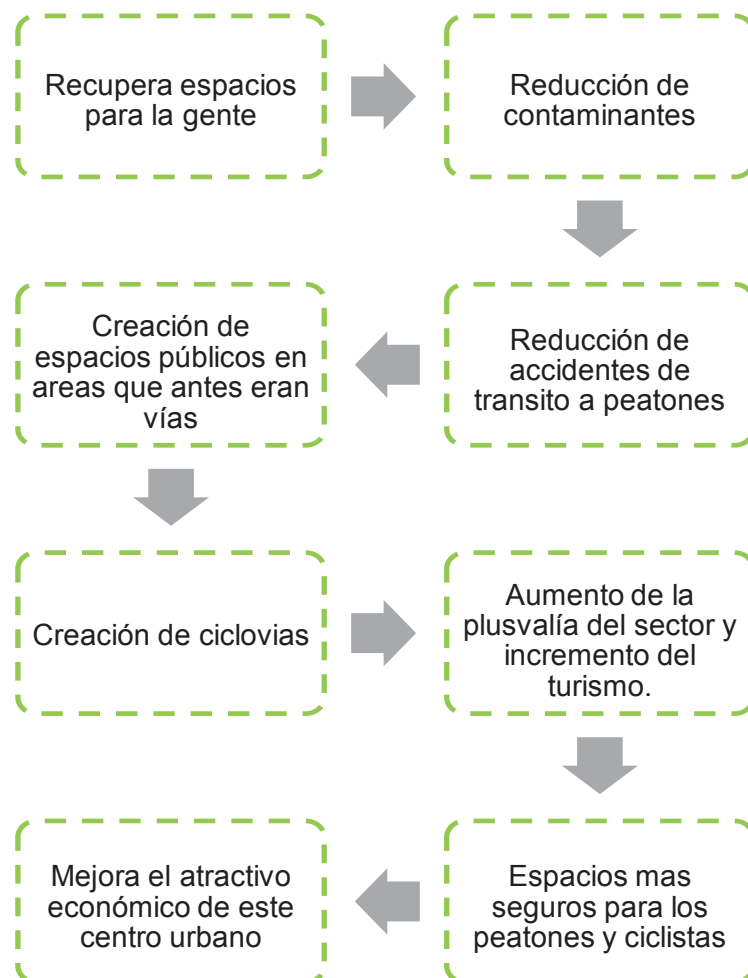 Recupera espacios
para la gente
Reducción de
contaminantes
Reducción de
accidentes de
transito a peatones
Creación de
espacios públicos en
areas que antes eran
vías
Creación de ciclovias
Aumento de la
plusvalía del sector y
incremento del
turismo.
Espacios mas
seguros para los
peatones y ciclistas
Mejora el atractivo
económico de este
centro urbano